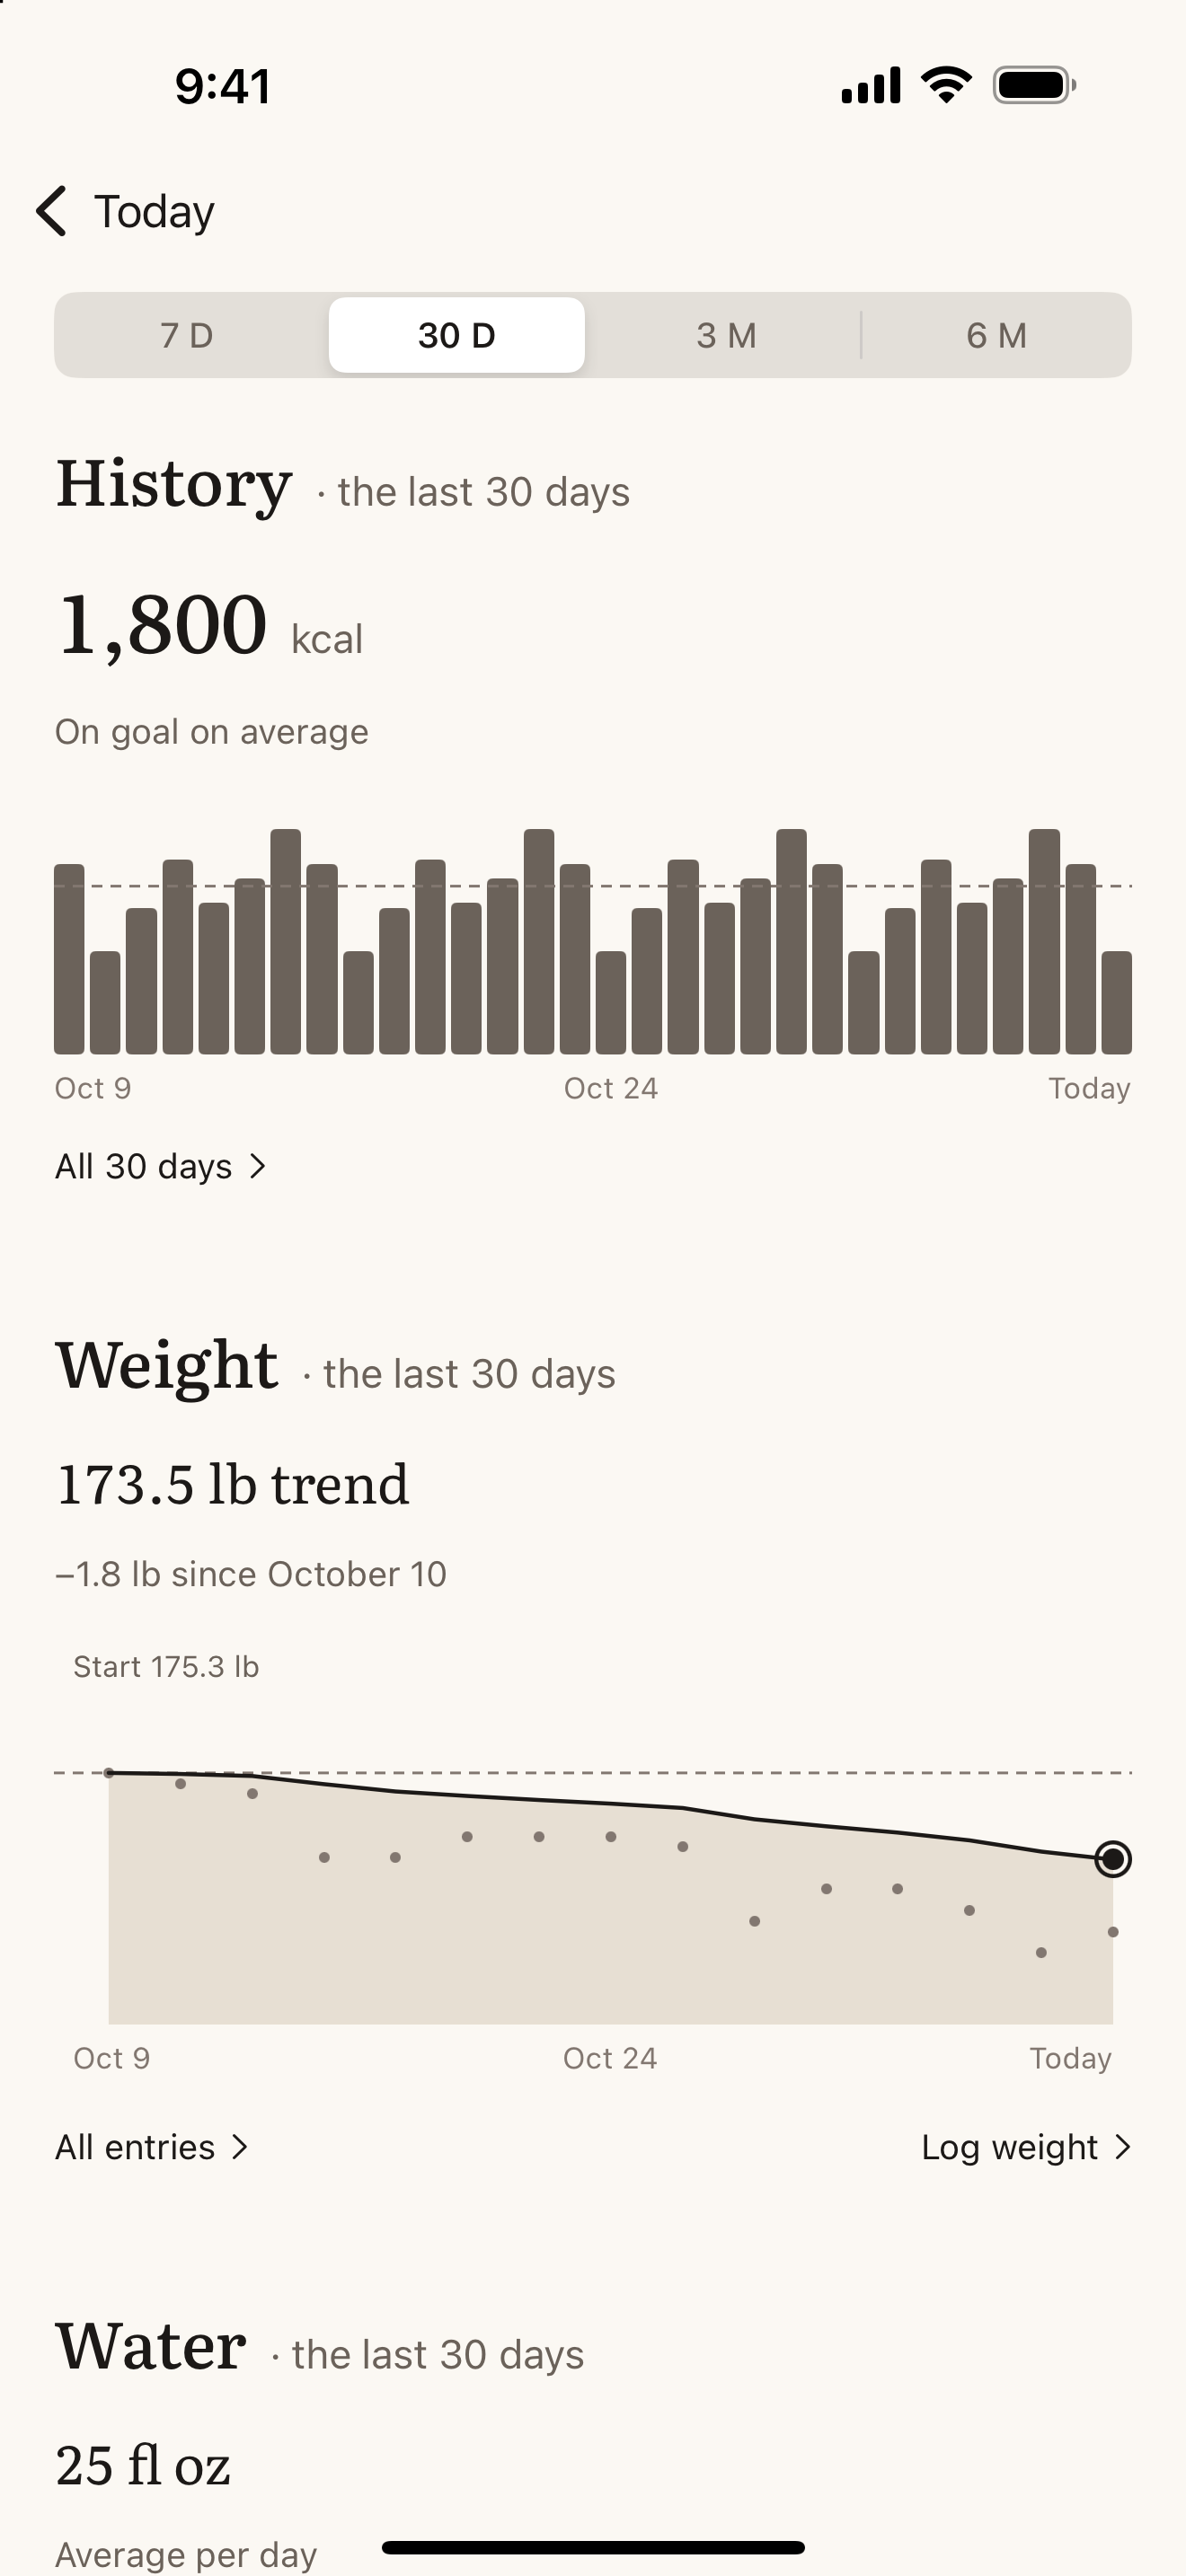 9:41
Today
7 D 30 D 3 M 6 M
History · the last 30 days
1,800 kcal
On goal on average
Oct 9 Oct 24 Today
All 30 days
Weight · the last 30 days
173.5 lb trend
−1.8 lb since October 10
Start 175.3 lb
Oct 9 Oct 24 Today
All entries Log weight
Water · the last 30 days
25 fl oz
Average per day